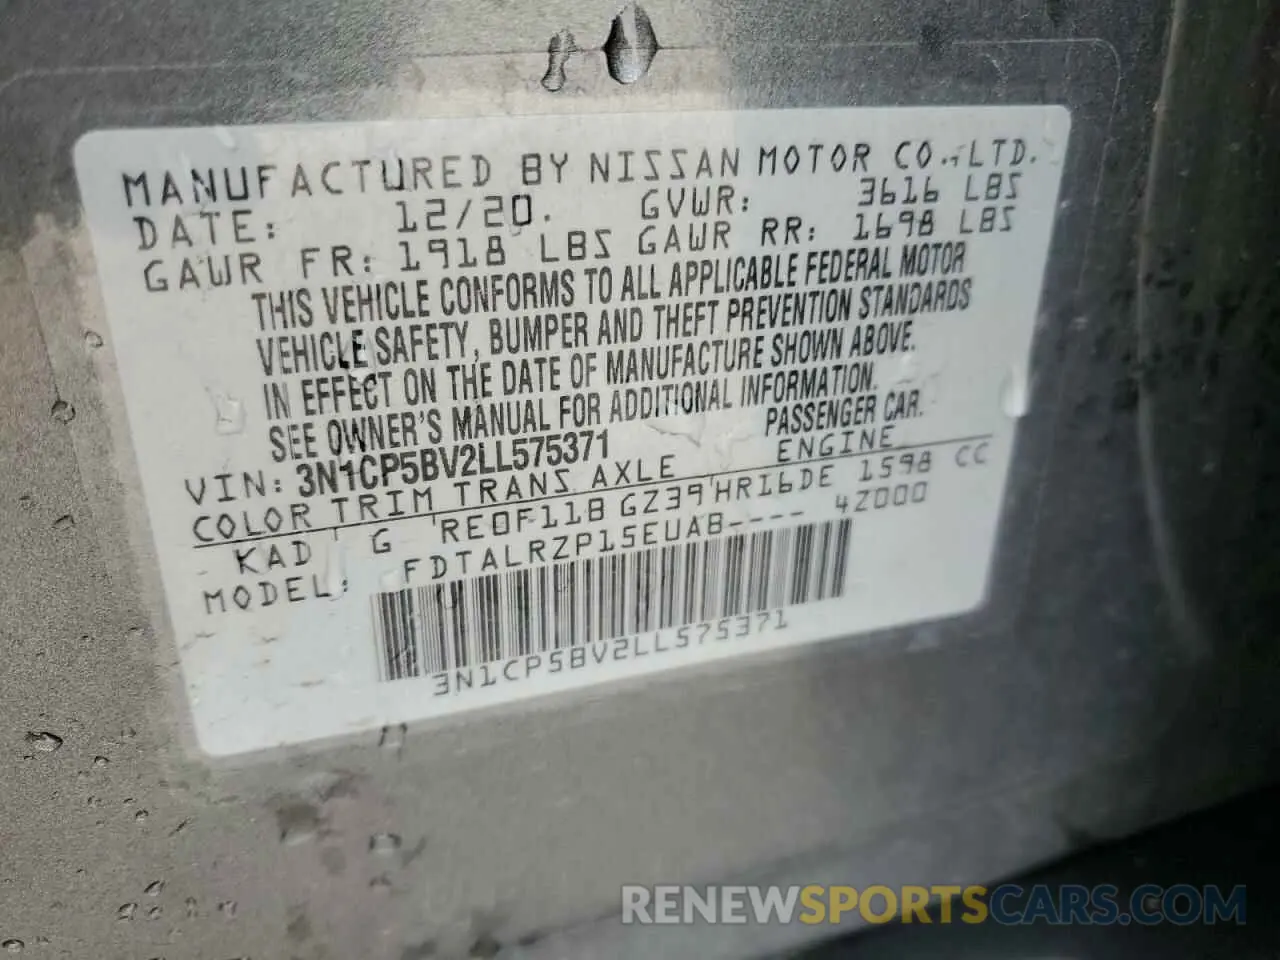 MANUFACTURED BY NISSAN MOTOR CO.,LTD.
DATE: 12/20. GVWR: 3616 LBS
GAWR FR: 1918 LBS GAWR RR: 1698 LBS
THIS VEHICLE CONFORMS TO ALL APPLICABLE FEDERAL MOTOR
VEHICLE SAFETY, BUMPER AND THEFT PREVENTION STANDARDS
IN EFFECT ON THE DATE OF MANUFACTURE SHOWN ABOVE.
SEE OWNER'S MANUAL FOR ADDITIONAL INFORMATION.
VIN: 3N1CP5BV2LL575371 PASSENGER CAR.
COLOR TRIM TRANS AXLE ENGINE
KAD G RE0F11B GZ39 HR16DE 1598 CC
MODEL: FDTALRZP15EUAB---- 4Z000
3N1CP5BV2LL575371
RENEWSPORTSCARS.COM